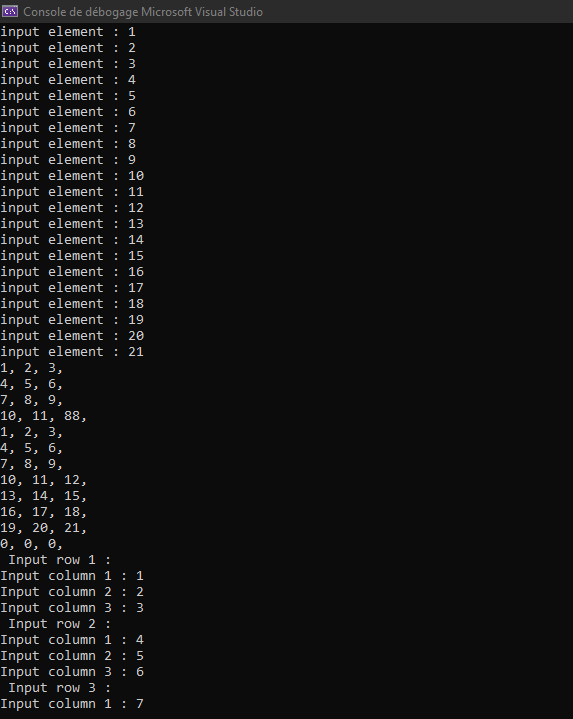 Console de débogage Microsoft Visual Studio
input element : 1
input element : 2
input element : 3
input element : 4
input element : 5
input element : 6
input element : 7
input element : 8
input element : 9
input element : 10
input element : 11
input element : 12
input element : 13
input element : 14
input element : 15
input element : 16
input element : 17
input element : 18
input element : 19
input element : 20
input element : 21
1, 2, 3,
4, 5, 6,
7, 8, 9,
10, 11, 88,
1, 2, 3,
4, 5, 6,
7, 8, 9,
10, 11, 12,
13, 14, 15,
16, 17, 18,
19, 20, 21,
0, 0, 0,
 Input row 1 :
Input column 1 : 1
Input column 2 : 2
Input column 3 : 3
 Input row 2 :
Input column 1 : 4
Input column 2 : 5
Input column 3 : 6
 Input row 3 :
Input column 1 : 7